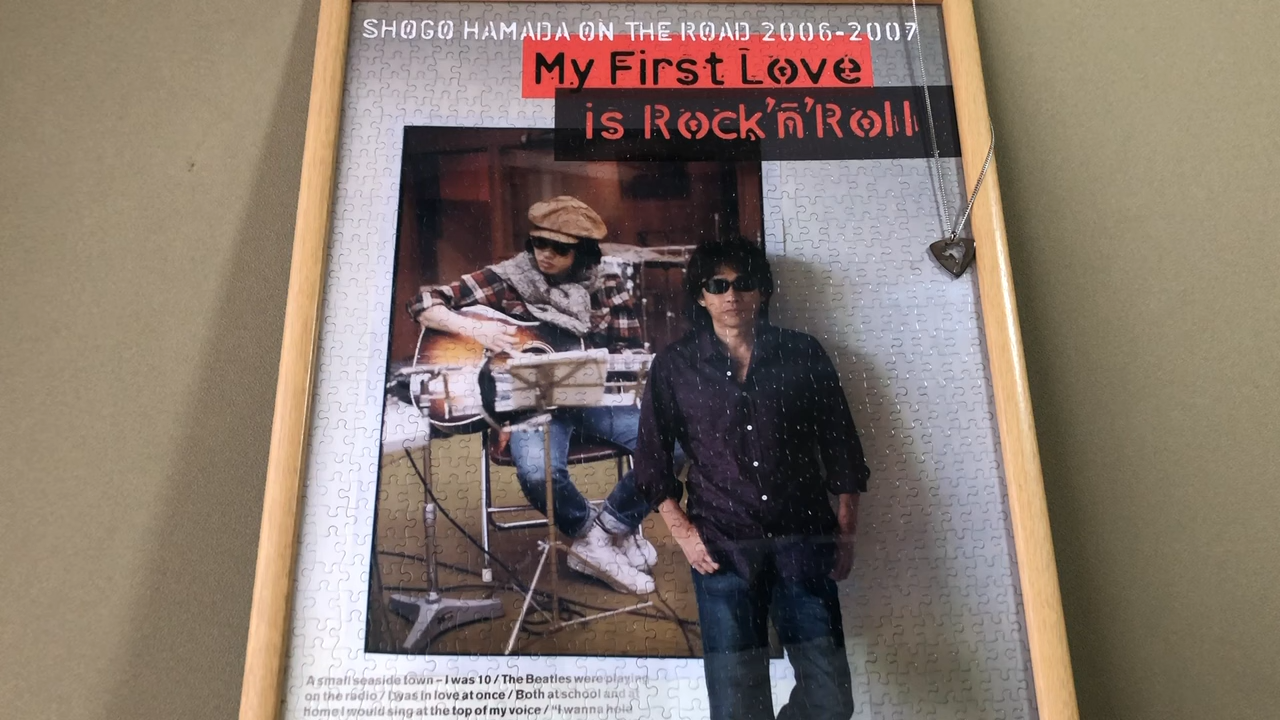 SHOGO HAMADA ON THE ROAD 2006-2007
My First Love
is Rock'n'Roll
A small seaside town – I was 10 / The Beatles were playing
on the radio / I was in love at once / Both at school and at
home I would sing at the top of my voice / "I wanna hold